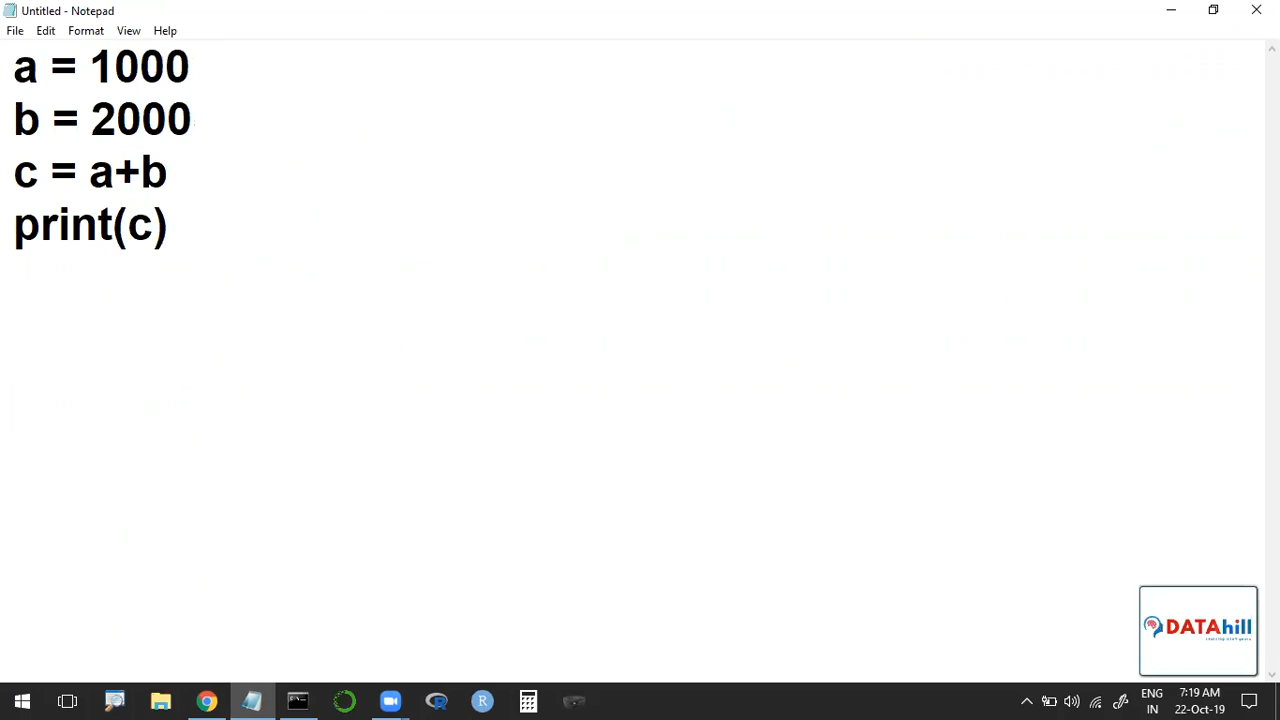 Untitled - Notepad
File Edit Format View Help
a = 1000
b = 2000
c = a+b
print(c)
DATAhill
ENG 7:19 AM
IN 22-Oct-19